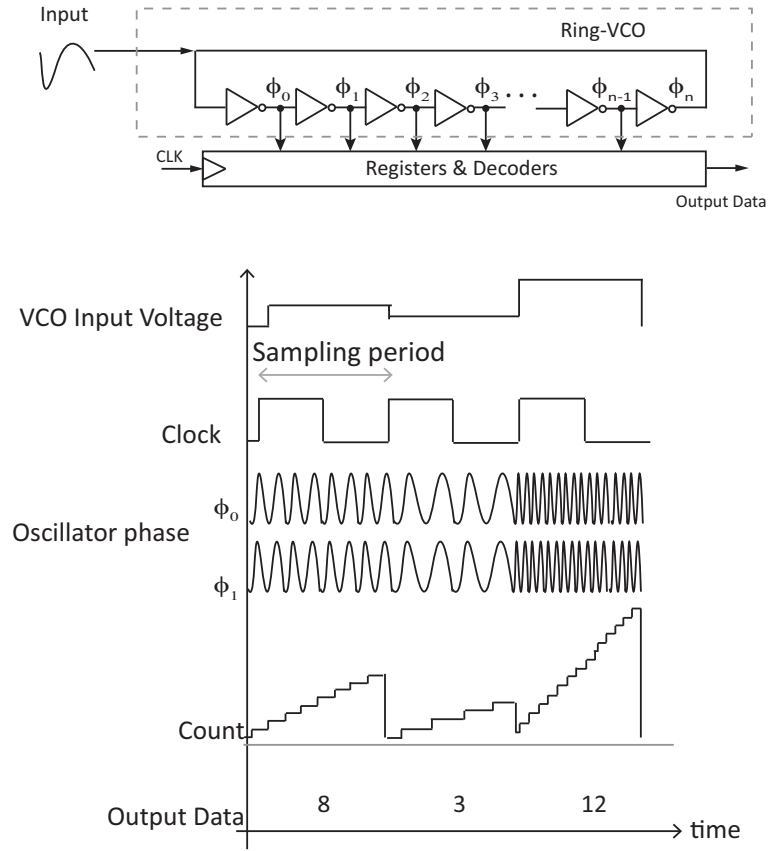 Input
Ring-VCO
ϕ0 ϕ1 ϕ2 ϕ3 ... ϕn-1 ϕn
CLK
Registers & Decoders
Output Data
VCO Input Voltage
Sampling period
Clock
Oscillator phase
ϕ0
ϕ1
Count
Output Data 8 3 12
time